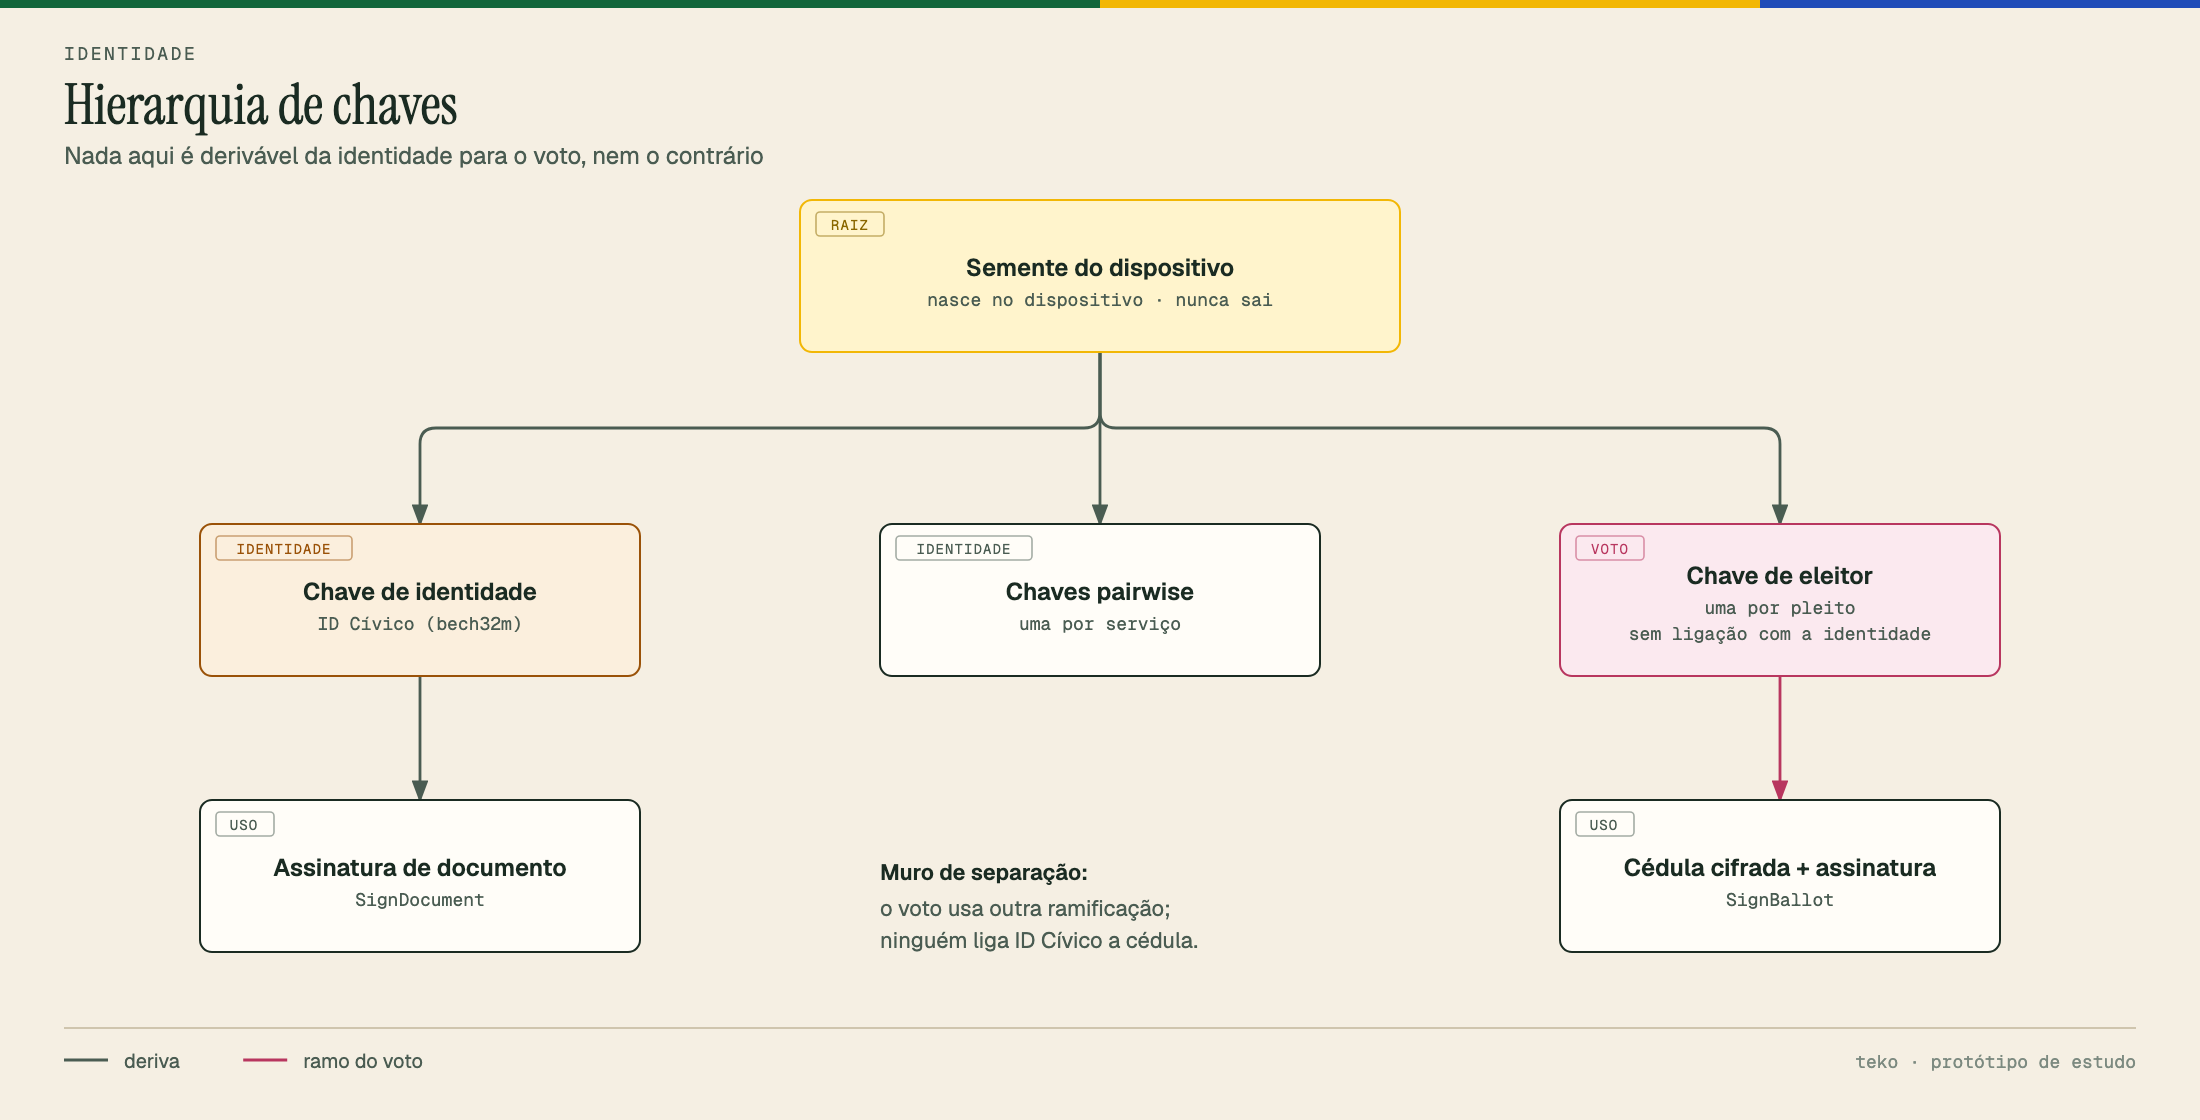 IDENTIDADE
Hierarquia de chaves
Nada aqui é derivável da identidade para o voto, nem o contrário
RAIZ
Semente do dispositivo
nasce no dispositivo · nunca sai
IDENTIDADE
Chave de identidade
ID Cívico (bech32m)
IDENTIDADE
Chaves pairwise
uma por serviço
VOTO
Chave de eleitor
uma por pleito
sem ligação com a identidade
USO
Assinatura de documento
SignDocument
Muro de separação:
o voto usa outra ramificação;
ninguém liga ID Cívico a cédula.
USO
Cédula cifrada + assinatura
SignBallot
deriva
ramo do voto
teko · protótipo de estudo